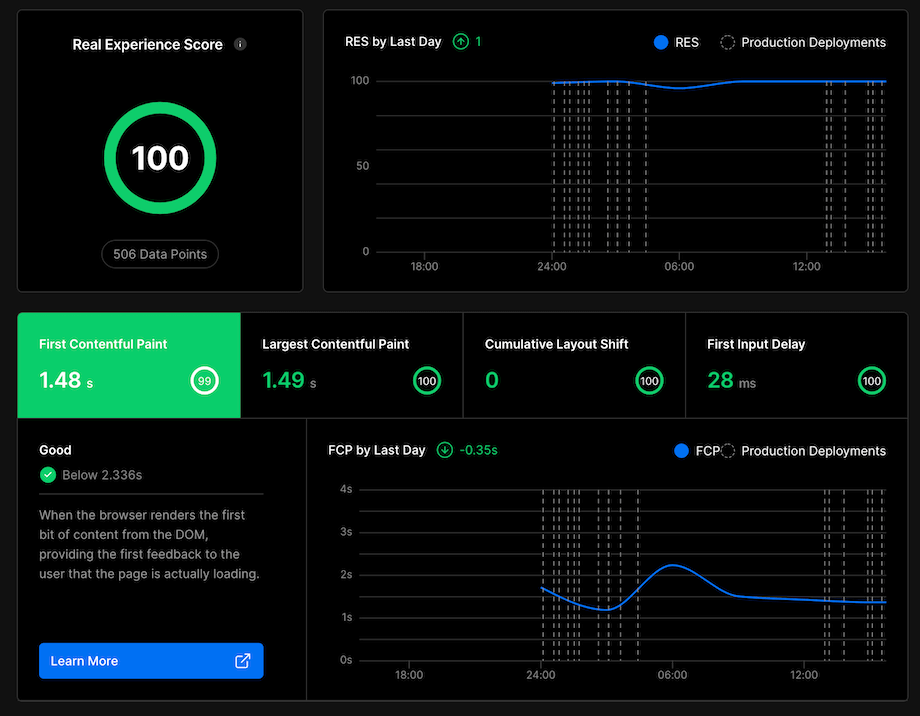 Real Experience Score
100
506 Data Points
RES by Last Day 1
RES
Production Deployments
100
50
0
18:00
24:00
06:00
12:00
First Contentful Paint
1.48 s
99
Largest Contentful Paint
1.49 s
100
Cumulative Layout Shift
0
100
First Input Delay
28 ms
100
Good
Below 2.336s
When the browser renders the first
bit of content from the DOM,
providing the first feedback to the
user that the page is actually loading.
Learn More
FCP by Last Day -0.35s
FCP
Production Deployments
4s
3s
2s
1s
0s
18:00
24:00
06:00
12:00